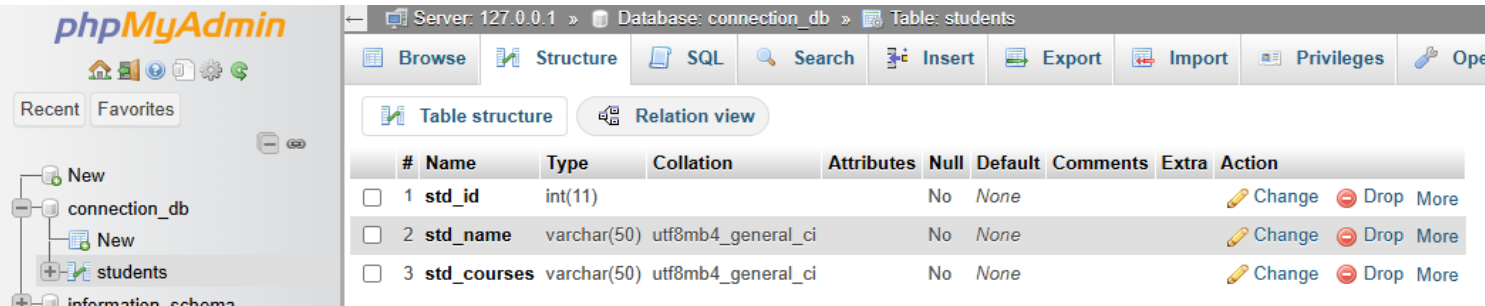 phpMyAdmin
Recent Favorites
New
connection_db
New
students
information_schema
← Server: 127.0.0.1 » Database: connection_db » Table: students
Browse Structure SQL Search Insert Export Import Privileges Ope
Table structure Relation view
# Name Type Collation Attributes Null Default Comments Extra Action
1 std_id int(11) No None Change Drop More
2 std_name varchar(50) utf8mb4_general_ci No None Change Drop More
3 std_courses varchar(50) utf8mb4_general_ci No None Change Drop More